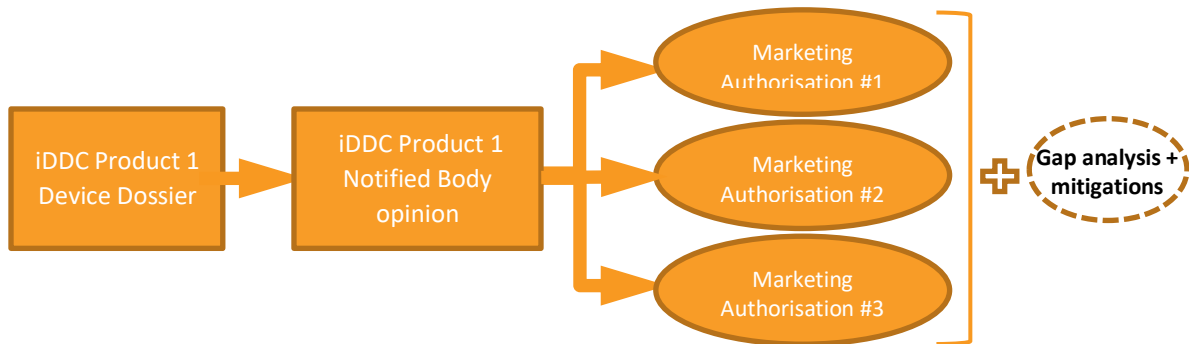 iDDC Product 1
Device Dossier
iDDC Product 1
Notified Body
opinion
Marketing
Authorisation #1
Marketing
Authorisation #2
Marketing
Authorisation #3
Gap analysis +
mitigations